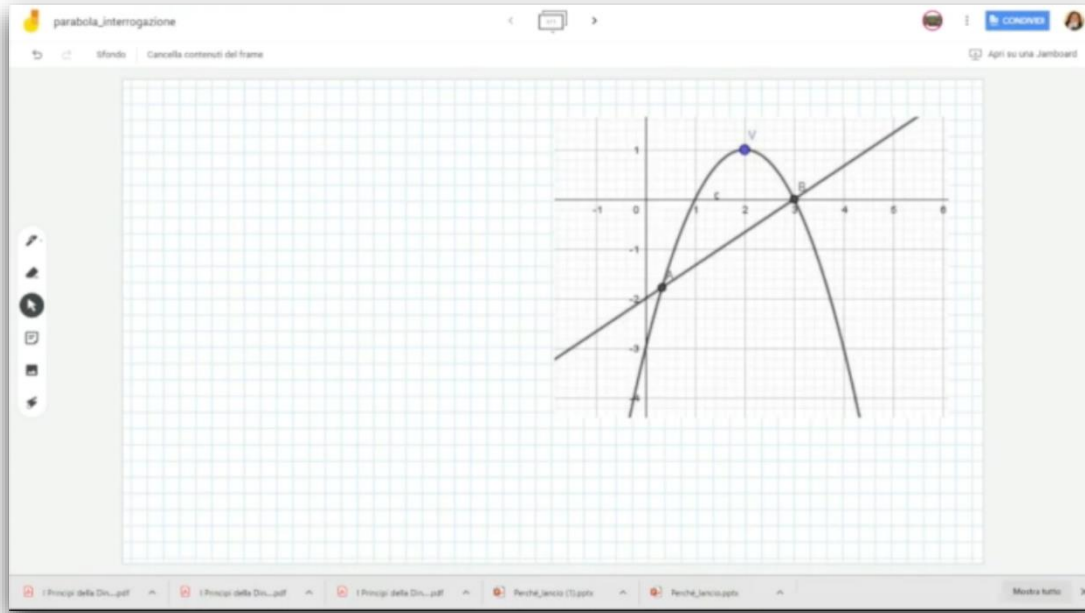 parabola_interrogazione
CONDIVIDI
Sfondo
Cancella contenuti del frame
Apri su una Jamboard
V
1
c
B
-1
0
1
2
3
4
5
6
-1
A
-2
-3
-4
I Principi della Din....pdf
I Principi della Din....pdf
I Principi della Din....pdf
Perché_lancio (1).pptx
Perché_lancio.pptx
Mostra tutto